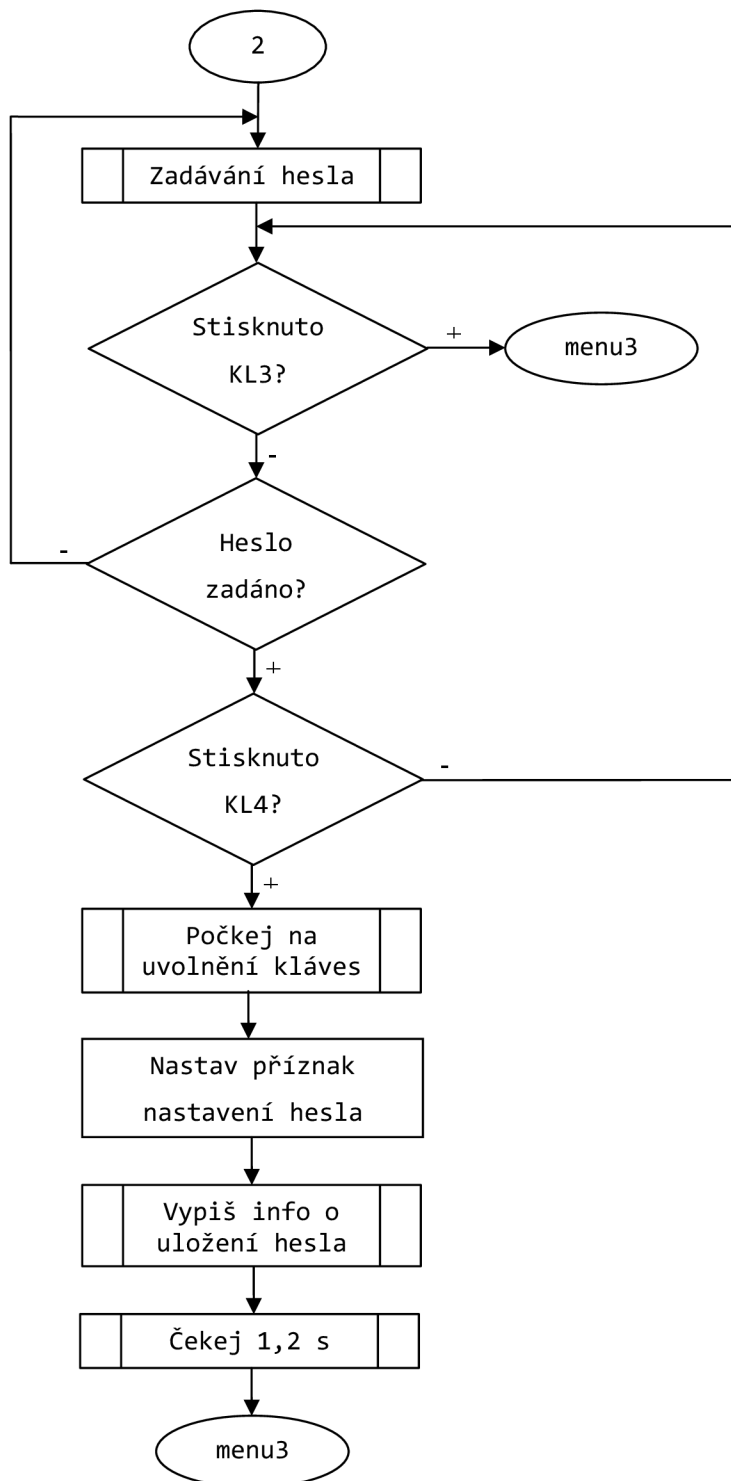 2
Zadávání hesla
Stisknuto
KL3?
+
menu3
-
Heslo
zadáno?
-
+
Stisknuto
KL4?
-
+
Počkej na
uvolnění kláves
Nastav příznak
nastavení hesla
Vypiš info o
uložení hesla
Čekej 1,2 s
menu3